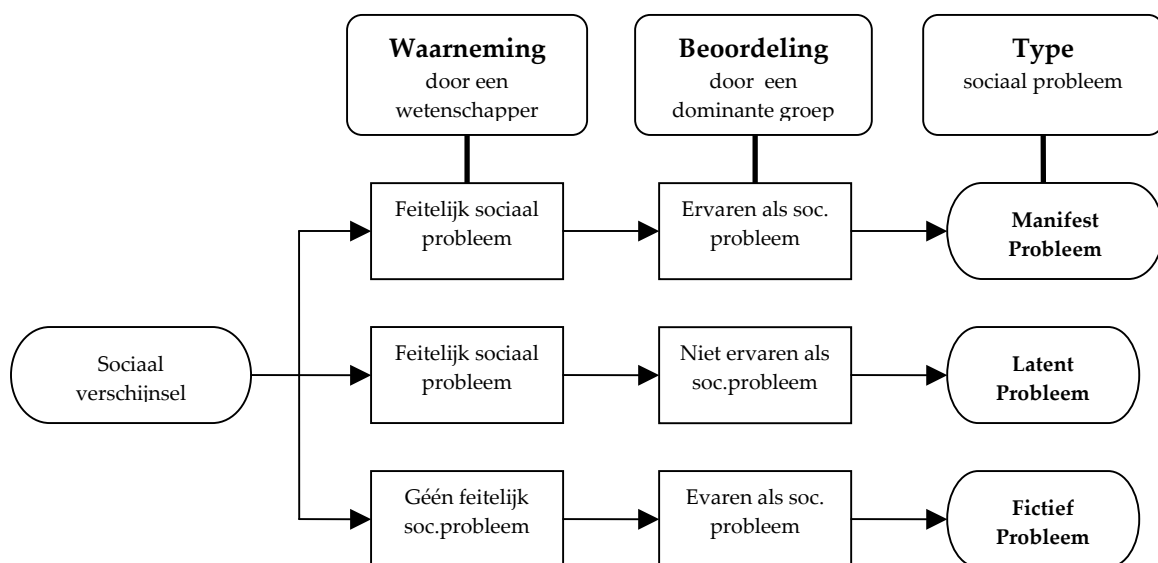 Waarneming
door een
wetenschapper
Beoordeling
door een
dominante groep
Type
sociaal probleem
Feitelijk sociaal
probleem
Ervaren als soc.
probleem
Manifest
Probleem
Sociaal
verschijnsel
Feitelijk sociaal
probleem
Niet ervaren als
soc.probleem
Latent
Probleem
Géén feitelijk
soc.probleem
Evaren als soc.
probleem
Fictief
Probleem